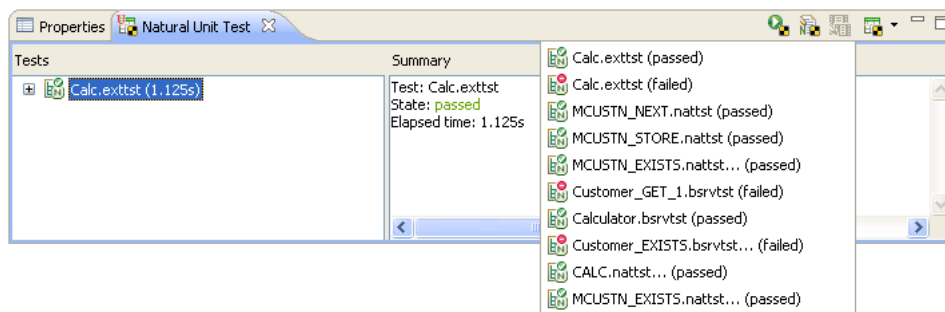 Properties
Natural Unit Test
Tests
Summary
Calc.exttst (1.125s)
Test: Calc.exttst
State: passed
Elapsed time: 1.125s
Calc.exttst (passed)
Calc.exttst (failed)
MCUSTN_NEXT.nattst (passed)
MCUSTN_STORE.nattst (passed)
MCUSTN_EXISTS.nattst... (passed)
Customer_GET_1.bsrvtst (failed)
Calculator.bsrvtst (passed)
Customer_EXISTS.bsrvtst... (failed)
CALC.nattst... (passed)
MCUSTN_EXISTS.nattst... (passed)